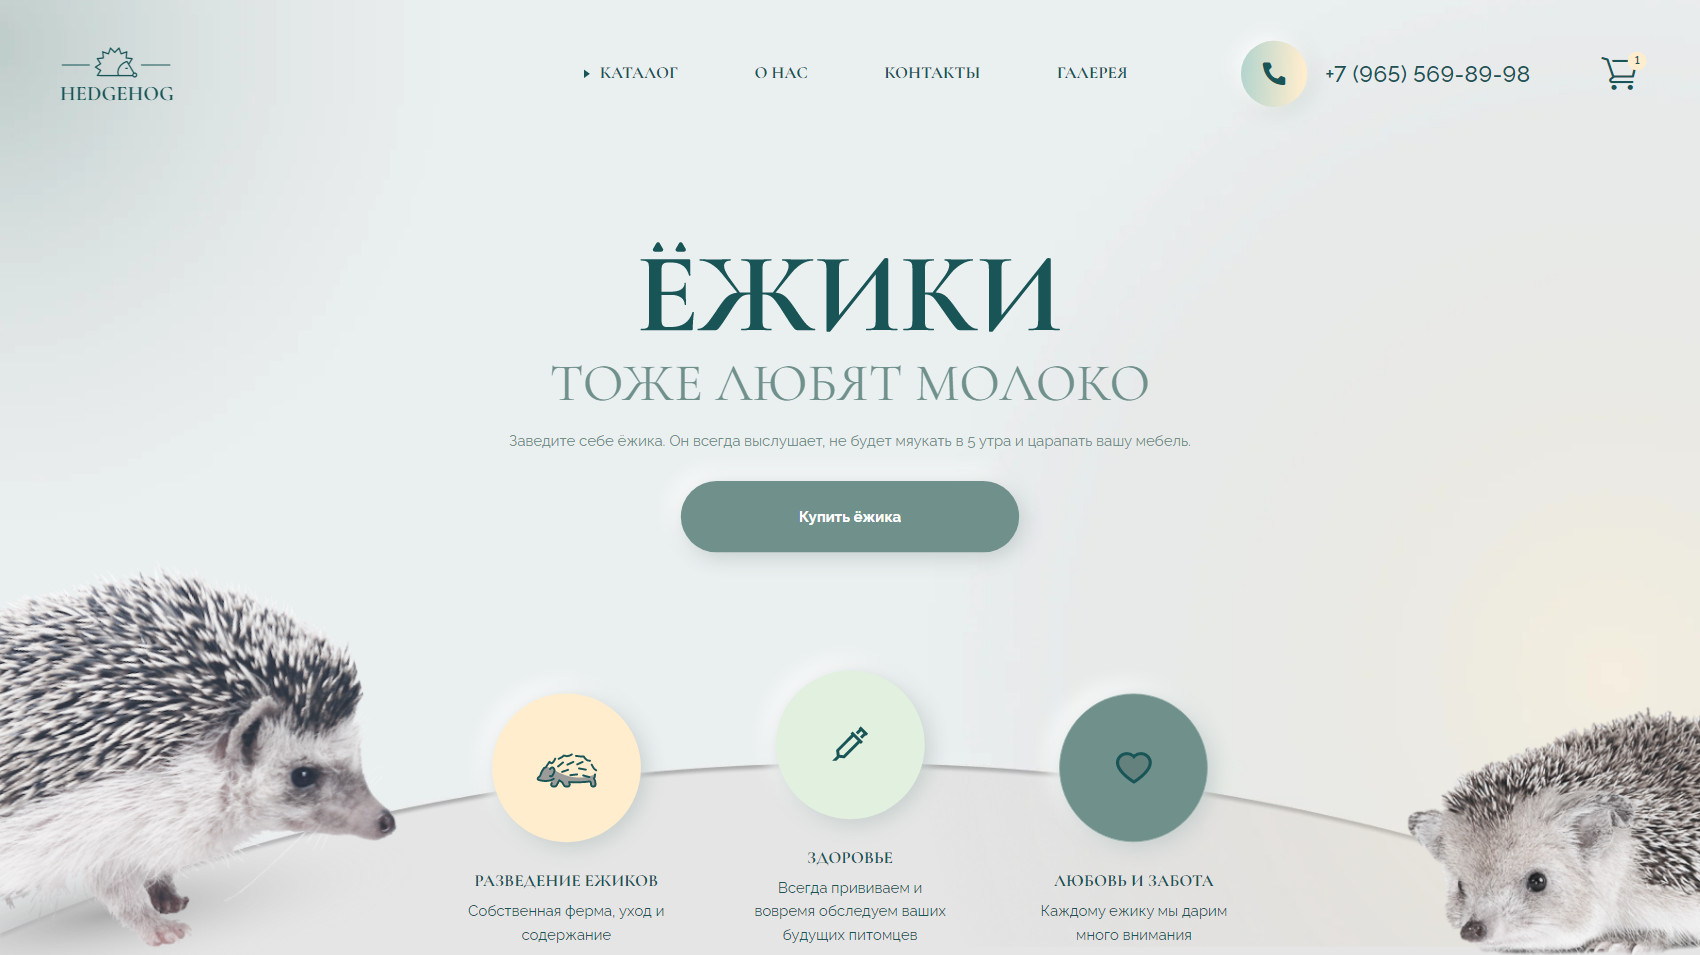 HEDGEHOG
КАТАЛОГ
О НАС
КОНТАКТЫ
ГАЛЕРЕЯ
+7 (965) 569-89-98
1
ЁЖИКИ
ТОЖЕ ЛЮБЯТ МОЛОКО
Заведите себе ёжика. Он всегда выслушает, не будет мяукать в 5 утра и царапать вашу мебель.
Купить ёжика
РАЗВЕДЕНИЕ ЕЖИКОВ
Собственная ферма, уход и
содержание
ЗДОРОВЬЕ
Всегда прививаем и
вовремя обследуем ваших
будущих питомцев
ЛЮБОВЬ И ЗАБОТА
Каждому ежику мы дарим
много внимания